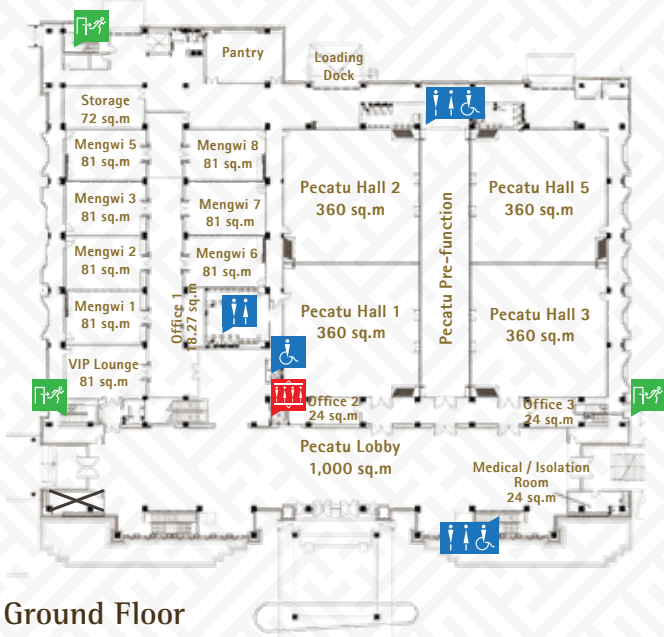 Pantry
Loading
Dock
Storage
72 sq.m
Mengwi 5
81 sq.m
Mengwi 8
81 sq.m
Pecatu Hall 2
360 sq.m
Pecatu Hall 5
360 sq.m
Mengwi 3
81 sq.m
Mengwi 7
81 sq.m
Pecatu Pre-function
Mengwi 2
81 sq.m
Mengwi 6
81 sq.m
Mengwi 1
81 sq.m
Office 1
18.27 sq.m
Pecatu Hall 1
360 sq.m
Pecatu Hall 3
360 sq.m
VIP Lounge
81 sq.m
Office 2
24 sq.m
Office 3
24 sq.m
Pecatu Lobby
1,000 sq.m
Medical / Isolation
Room
24 sq.m
Ground Floor